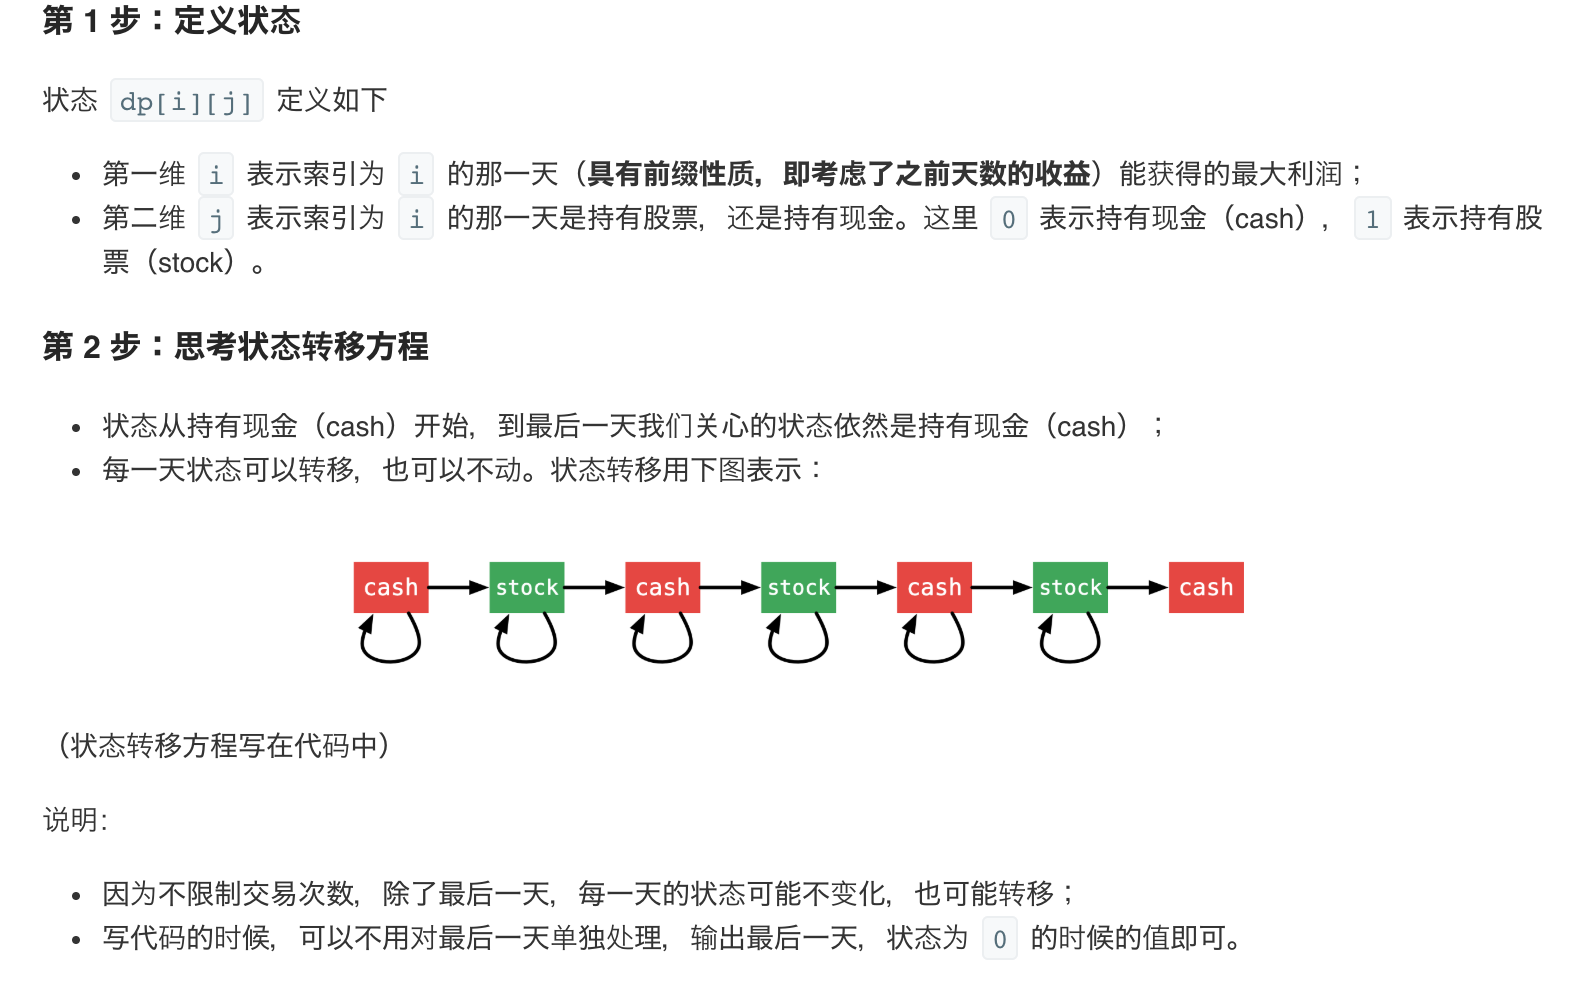 第 1 步：定义状态
状态 dp[i][j] 定义如下
第一维 i 表示索引为 i 的那一天（具有前缀性质，即考虑了之前天数的收益）能获得的最大利润；
第二维 j 表示索引为 i 的那一天是持有股票，还是持有现金。这里 0 表示持有现金（cash），1 表示持有股
票（stock）。
第 2 步：思考状态转移方程
状态从持有现金（cash）开始，到最后一天我们关心的状态依然是持有现金（cash）；
每一天状态可以转移，也可以不动。状态转移用下图表示：
cash stock cash stock cash stock cash
（状态转移方程写在代码中）
说明：
因为不限制交易次数，除了最后一天，每一天的状态可能不变化，也可能转移；
写代码的时候，可以不用对最后一天单独处理，输出最后一天，状态为 0 的时候的值即可。